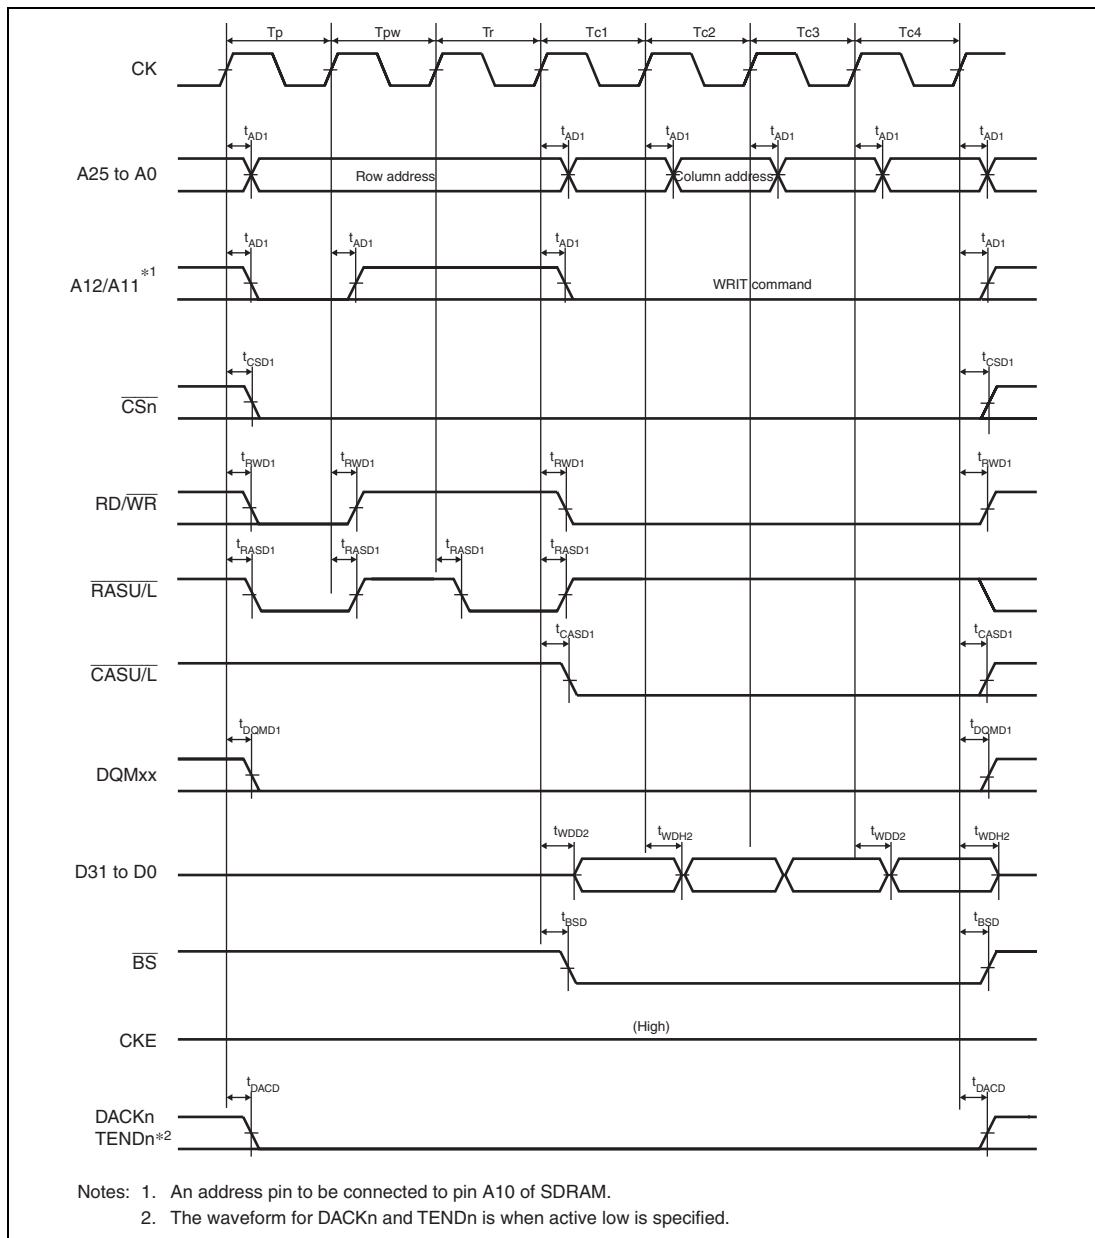 Tp Tpw Tr Tc1 Tc2 Tc3 Tc4
CK
tAD1 tAD1 tAD1 tAD1 tAD1 tAD1
A25 to A0 Row address Column address
tAD1 tAD1 tAD1 tAD1
A12/A11*1 WRIT command
tCSD1 tCSD1
CSn
tRWD1 tRWD1 tRWD1 tRWD1
RD/WR
tRASD1 tRASD1 tRASD1 tRASD1
RASU/L
tCASD1 tCASD1
CASU/L
tDQMD1 tDQMD1
DQMxx
tWDD2 tWDH2 tWDD2 tWDH2
D31 to D0
tBSD tBSD
BS
(High)
CKE
tDACD tDACD
DACKn
TENDn*2
Notes: 1. An address pin to be connected to pin A10 of SDRAM.
2. The waveform for DACKn and TENDn is when active low is specified.